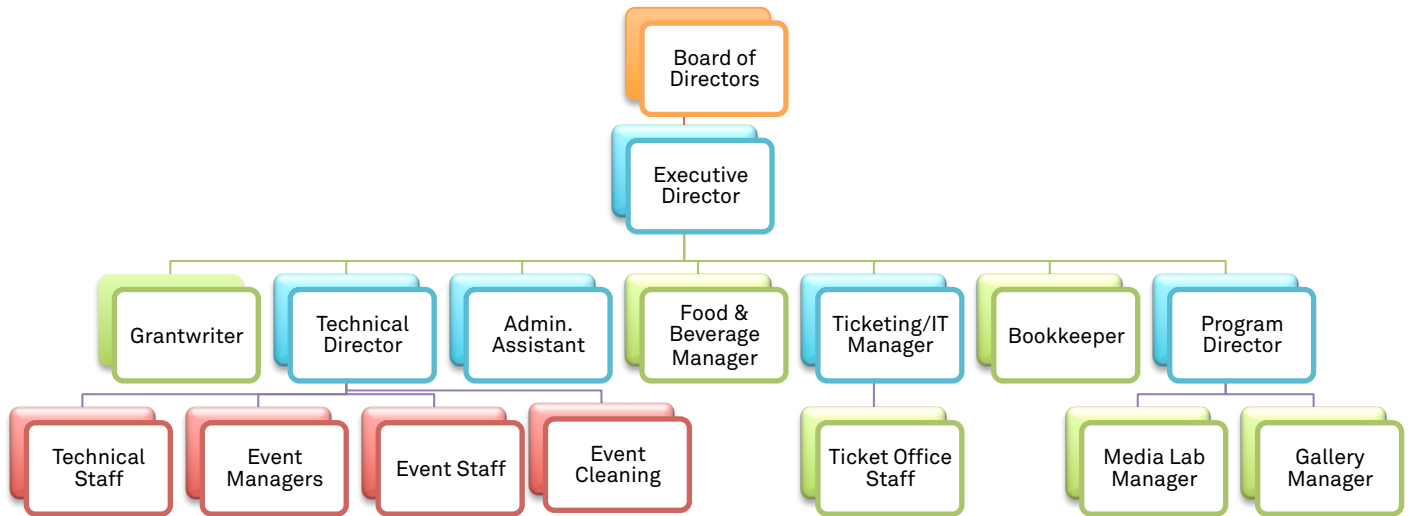 Board of
Directors
Executive
Director
Grantwriter
Technical
Director
Admin.
Assistant
Food &
Beverage
Manager
Ticketing/IT
Manager
Bookkeeper
Program
Director
Technical
Staff
Event
Managers
Event Staff
Event
Cleaning
Ticket Office
Staff
Media Lab
Manager
Gallery
Manager